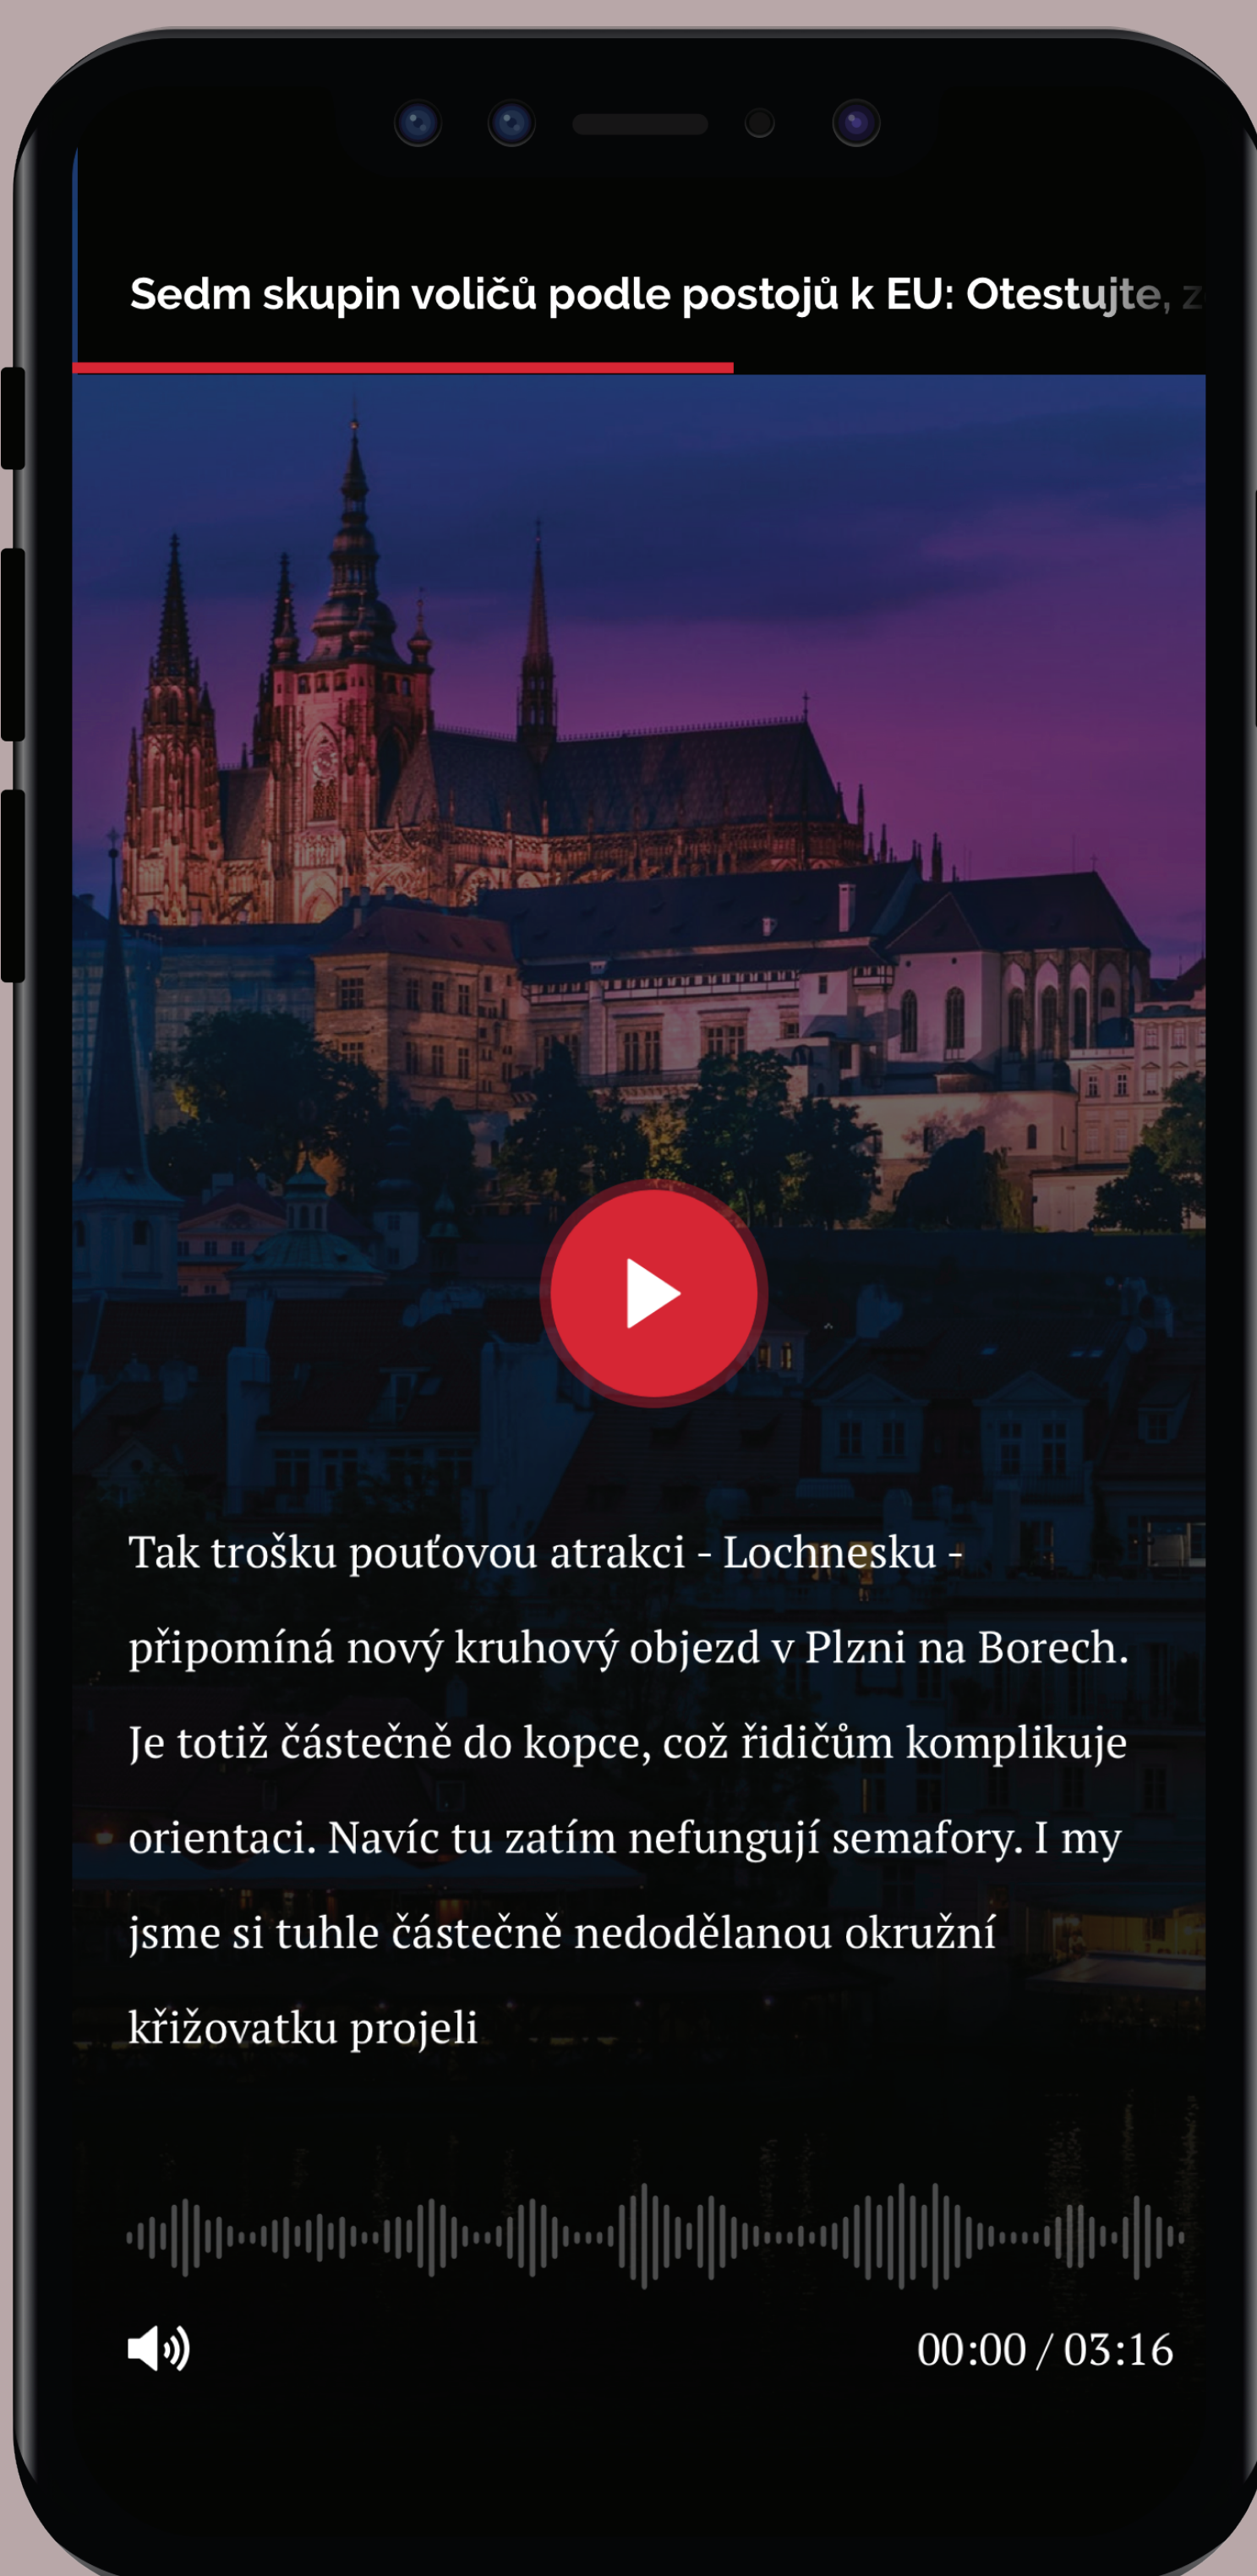 Sedm skupin voličů podle postojů k EU: Otestujte,
Tak trošku pouťovou atrakci - Lochnesku -
připomíná nový kruhový objezd v Plzni na Borech.
Je totiž částečně do kopce, což řidičům komplikuje
orientaci. Navíc tu zatím nefungují semafory. I my
jsme si tuhle částečně nedodělanou okružní
křižovatku projeli
00:00 / 03:16